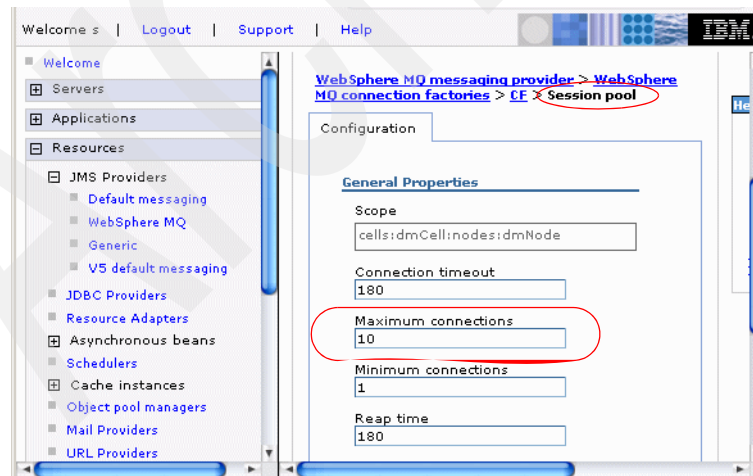 Welcome s | Logout | Support | Help
IBM.
Welcome
Servers
Applications
Resources
JMS Providers
Default messaging
WebSphere MQ
Generic
V5 default messaging
JDBC Providers
Resource Adapters
Asynchronous beans
Schedulers
Cache instances
Object pool managers
Mail Providers
URL Providers
WebSphere MQ messaging provider > WebSphere
MQ connection factories > CF > Session pool
Configuration
General Properties
Scope
cells:dmCell:nodes:dmNode
Connection timeout
180
Maximum connections
10
Minimum connections
1
Reap time
180
He